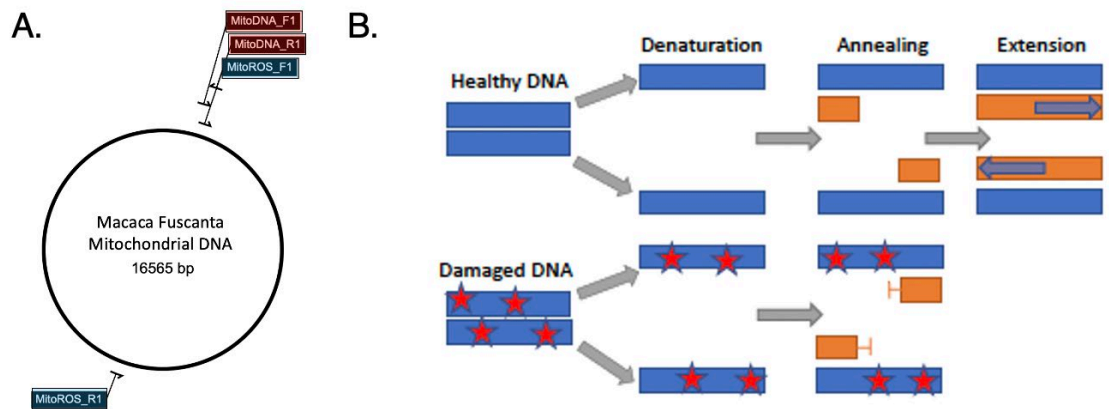 A.
MitoDNA_F1
MitoDNA_R1
MitoROS_F1
Macaca Fuscanta
Mitochondrial DNA
16565 bp
MitoROS_R1
B.
Denaturation
Annealing
Extension
Healthy DNA
Damaged DNA